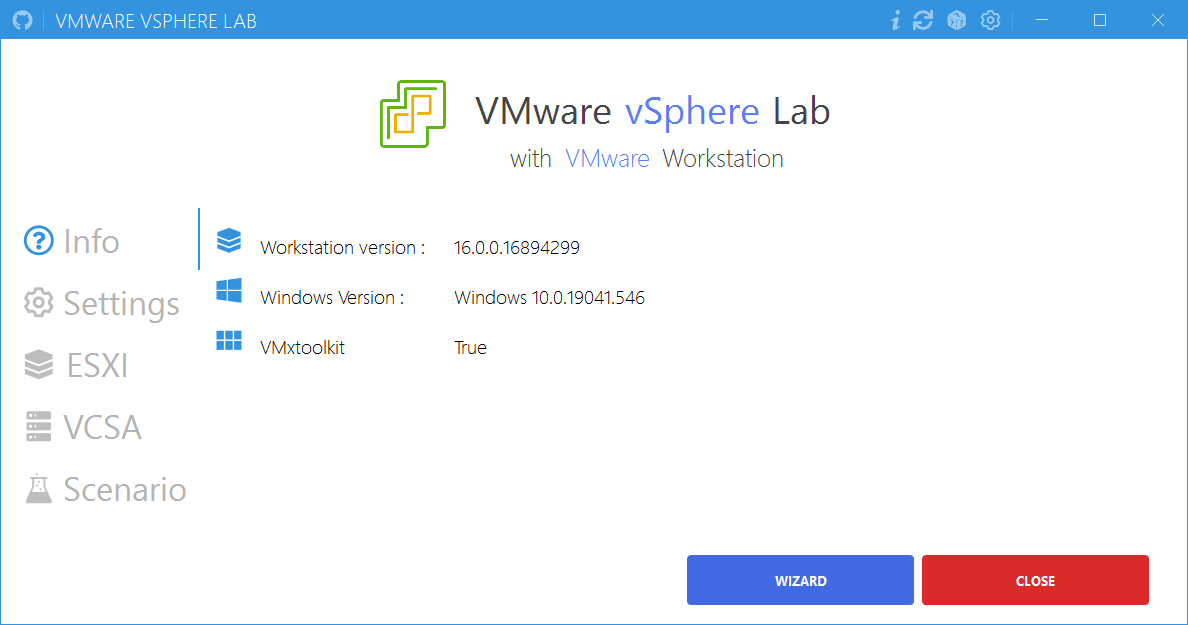 VMWARE VSPHERE LAB
VMware vSphere Lab
with VMware Workstation
Info
Settings
ESXI
VCSA
Scenario
Workstation version : 16.0.0.16894299
Windows Version : Windows 10.0.19041.546
VMxtoolkit True
WIZARD
CLOSE